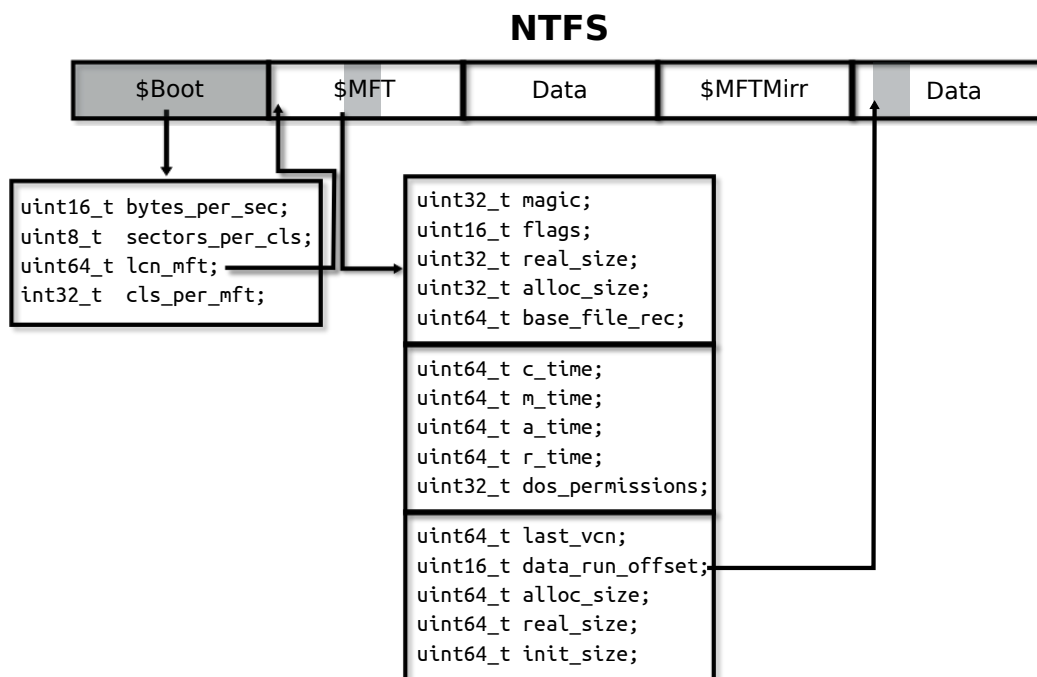 NTFS
$Boot
$MFT
Data
$MFTMirr
Data
uint16_t bytes_per_sec;
uint8_t  sectors_per_cls;
uint64_t lcn_mft;
int32_t  cls_per_mft;
uint32_t magic;
uint16_t flags;
uint32_t real_size;
uint32_t alloc_size;
uint64_t base_file_rec;
uint64_t c_time;
uint64_t m_time;
uint64_t a_time;
uint64_t r_time;
uint32_t dos_permissions;
uint64_t last_vcn;
uint16_t data_run_offset;
uint64_t alloc_size;
uint64_t real_size;
uint64_t init_size;